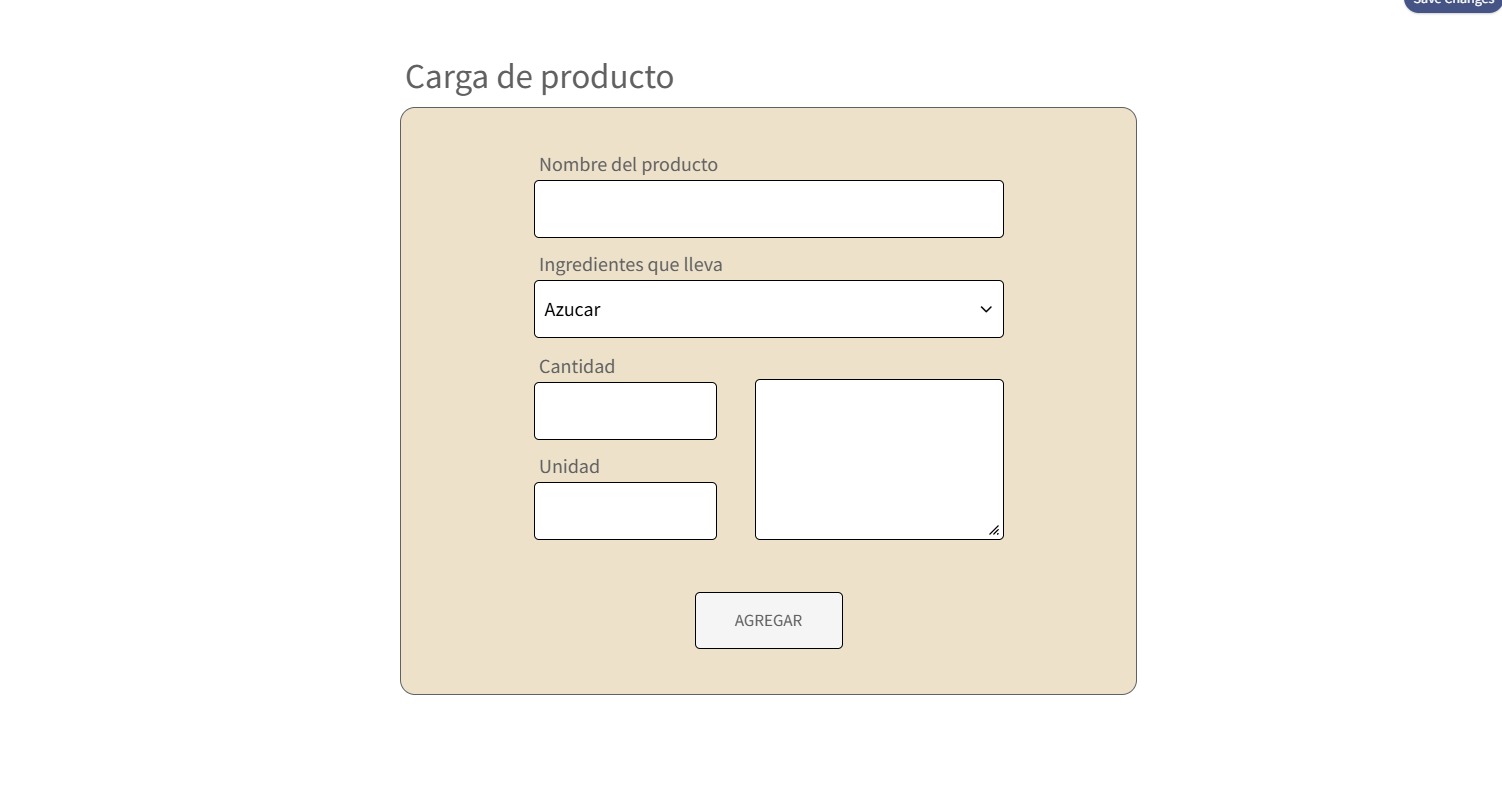 Save Changes
Carga de producto
Nombre del producto
Ingredientes que lleva
Azucar
Cantidad
Unidad
AGREGAR